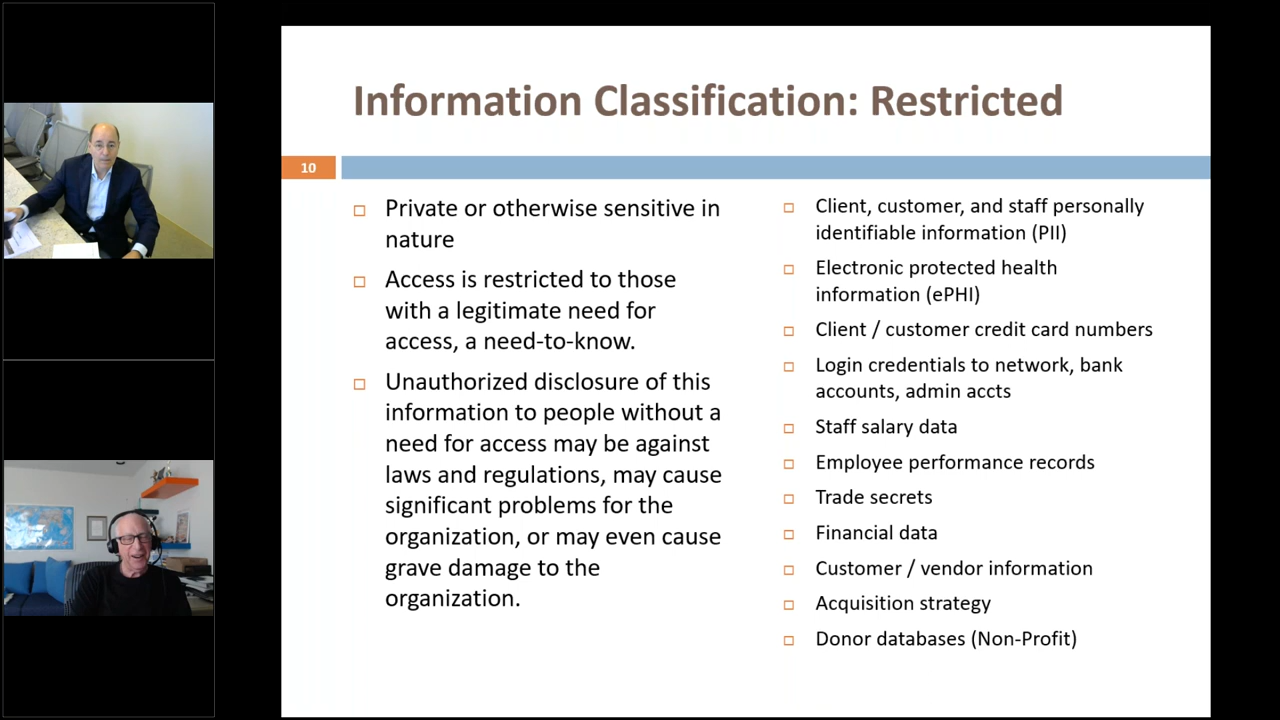 Information Classification: Restricted
10
Private or otherwise sensitive in
nature
Access is restricted to those
with a legitimate need for
access, a need-to-know.
Unauthorized disclosure of this
information to people without a
need for access may be against
laws and regulations, may cause
significant problems for the
organization, or may even cause
grave damage to the
organization.
Client, customer, and staff personally
identifiable information (PII)
Electronic protected health
information (ePHI)
Client / customer credit card numbers
Login credentials to network, bank
accounts, admin accts
Staff salary data
Employee performance records
Trade secrets
Financial data
Customer / vendor information
Acquisition strategy
Donor databases (Non-Profit)